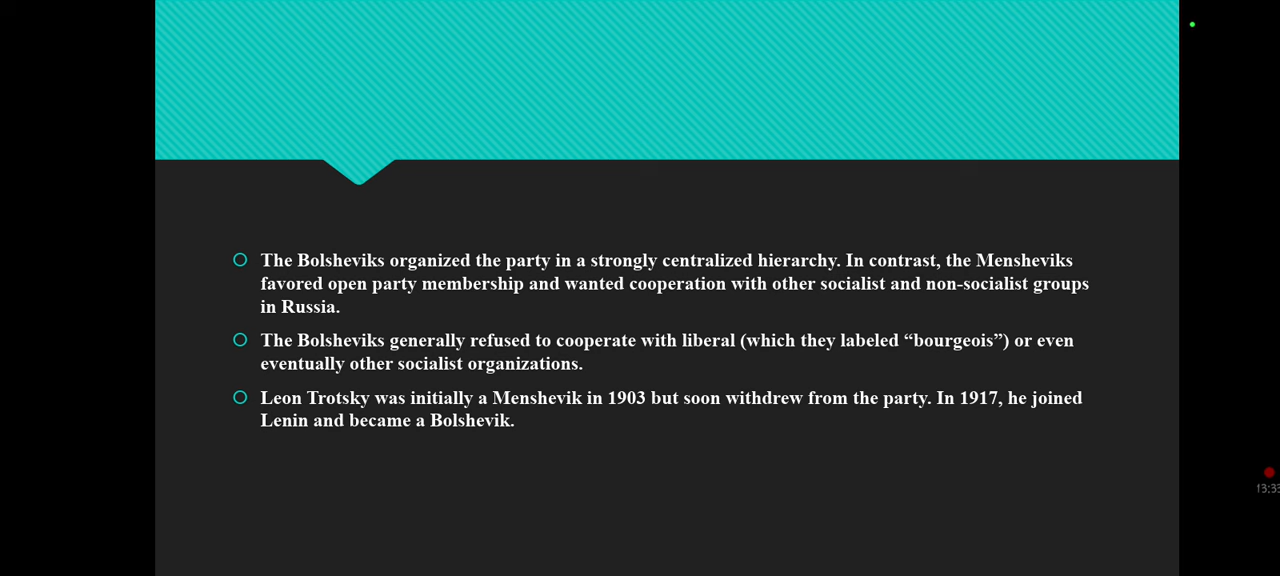 The Bolsheviks organized the party in a strongly centralized hierarchy. In contrast, the Mensheviks
favored open party membership and wanted cooperation with other socialist and non-socialist groups
in Russia.
The Bolsheviks generally refused to cooperate with liberal (which they labeled “bourgeois”) or even
eventually other socialist organizations.
Leon Trotsky was initially a Menshevik in 1903 but soon withdrew from the party. In 1917, he joined
Lenin and became a Bolshevik.
13:33